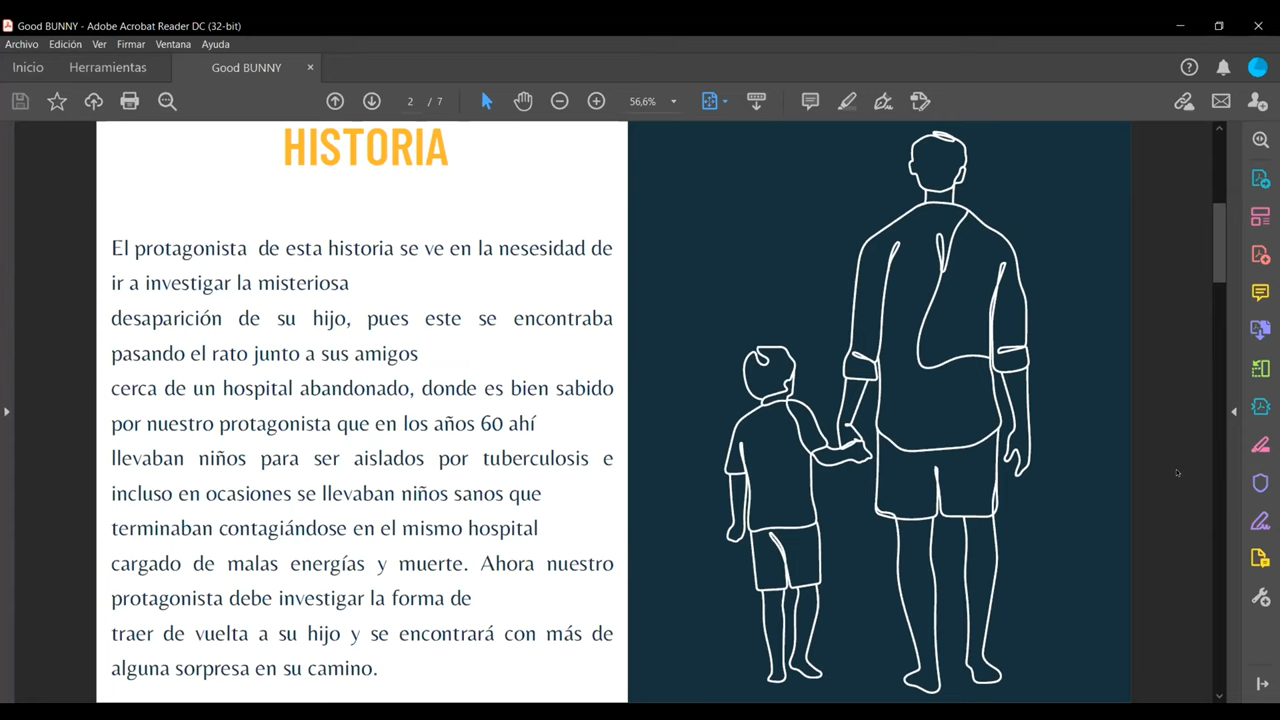 Good BUNNY - Adobe Acrobat Reader DC (32-bit)
Archivo Edición Ver Firmar Ventana Ayuda
Inicio Herramientas Good BUNNY ×
2 / 7 56,6%
HISTORIA
El protagonista de esta historia se ve en la nesesidad de
ir a investigar la misteriosa
desaparición de su hijo, pues este se encontraba
pasando el rato junto a sus amigos
cerca de un hospital abandonado, donde es bien sabido
por nuestro protagonista que en los años 60 ahí
llevaban niños para ser aislados por tuberculosis e
incluso en ocasiones se llevaban niños sanos que
terminaban contagiándose en el mismo hospital
cargado de malas energías y muerte. Ahora nuestro
protagonista debe investigar la forma de
traer de vuelta a su hijo y se encontrará con más de
alguna sorpresa en su camino.